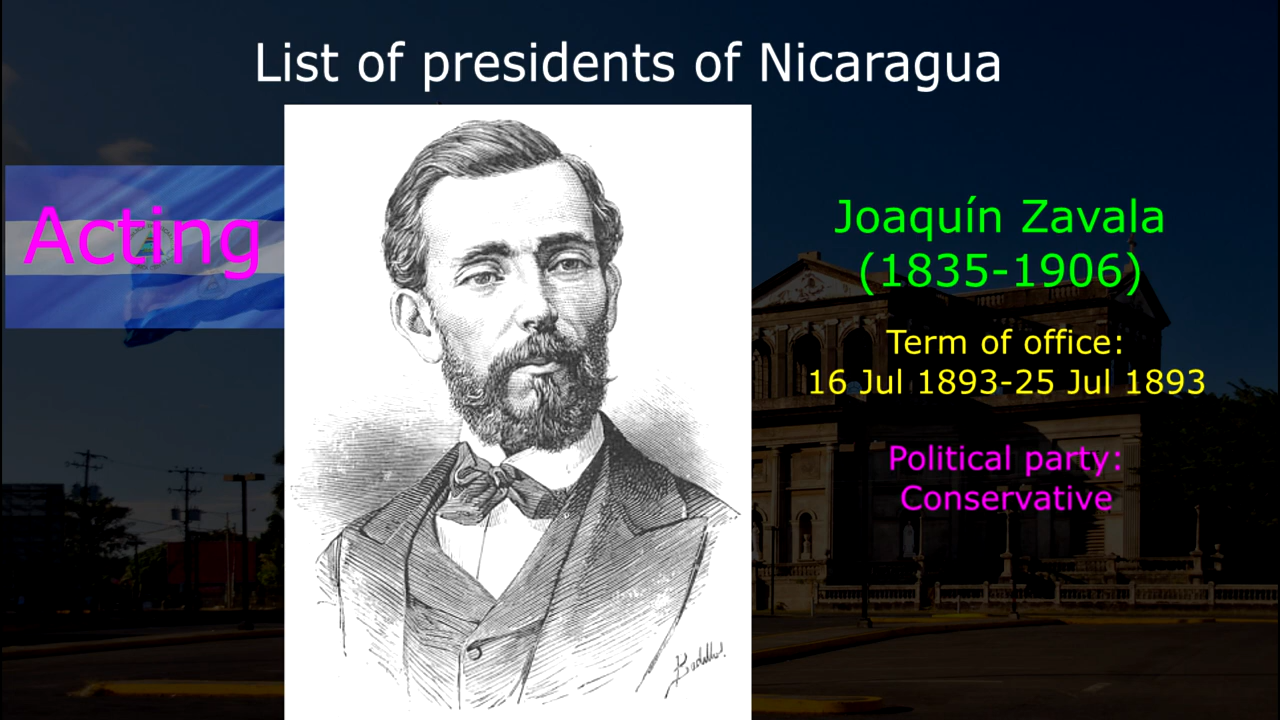 List of presidents of Nicaragua
Acting
Joaquín Zavala
(1835-1906)
Term of office:
16 Jul 1893-25 Jul 1893
Political party:
Conservative